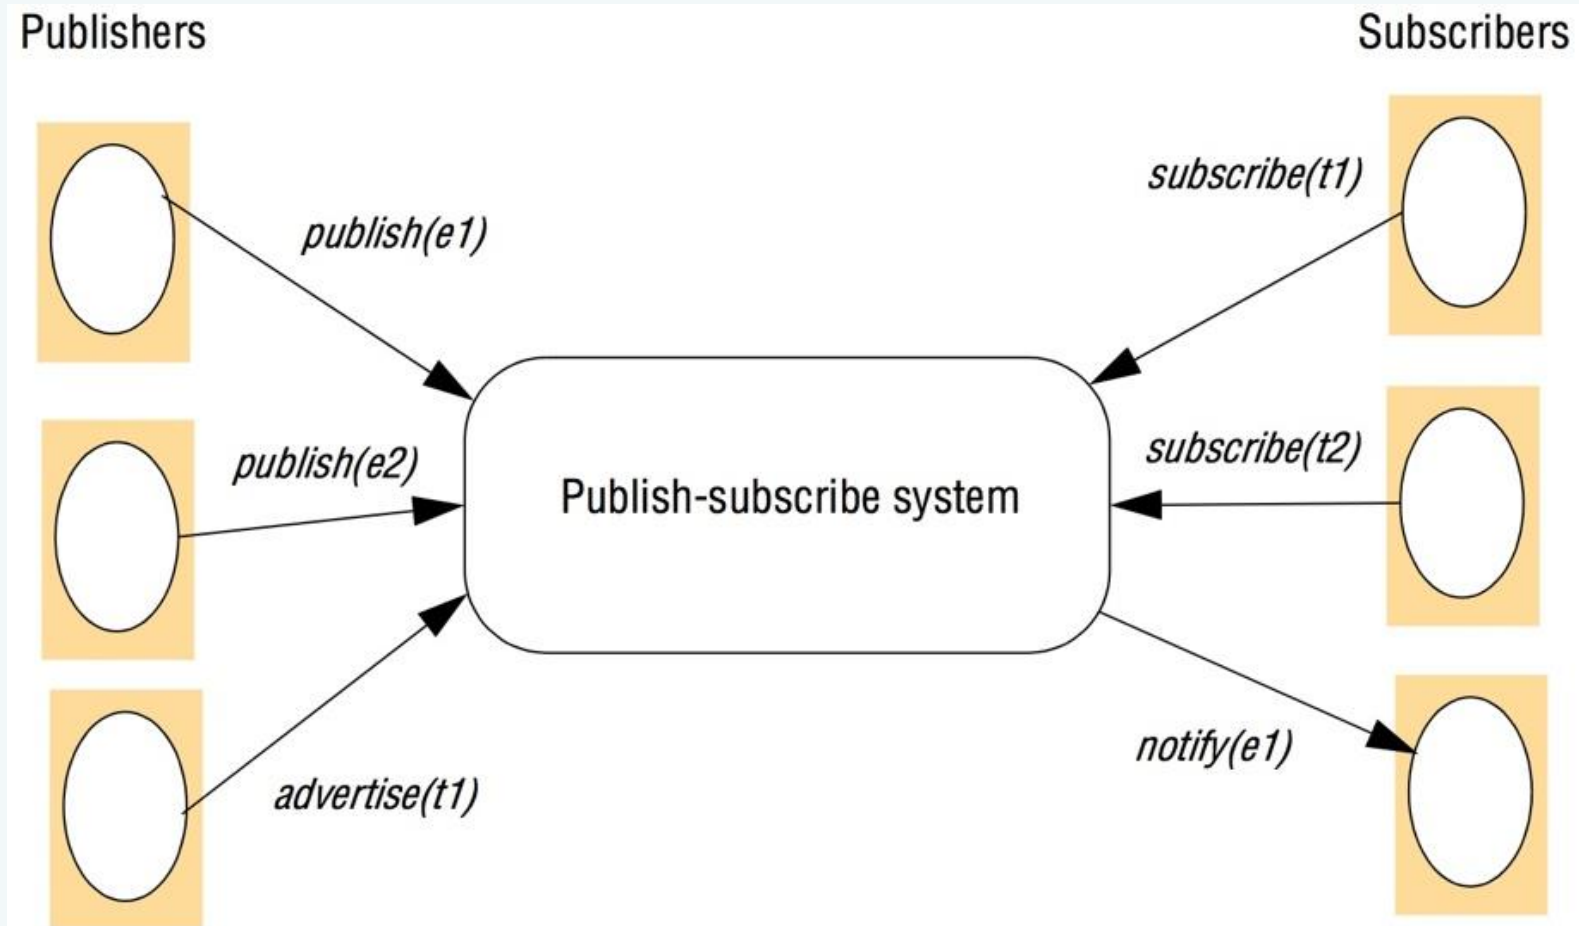 Publishers
Subscribers
subscribe(t1)
publish(e1)
subscribe(t2)
publish(e2)
Publish-subscribe system
notify(e1)
advertise(t1)